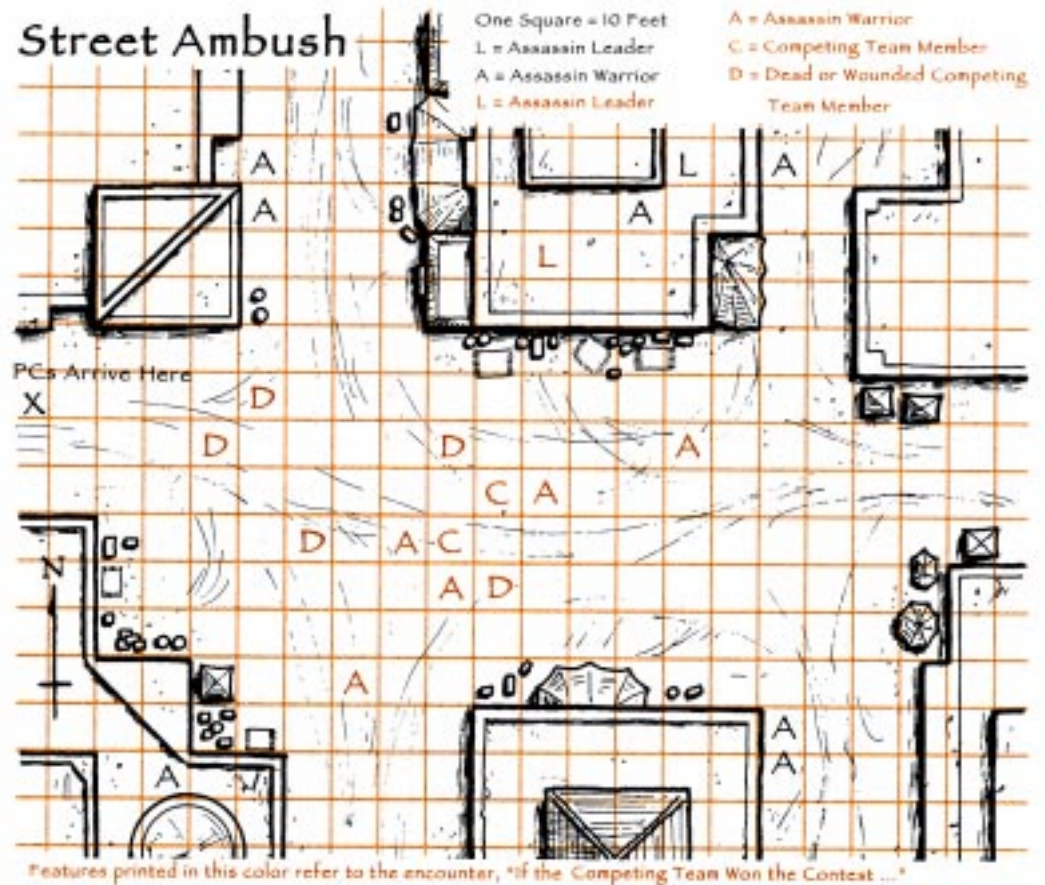 Street Ambush
One Square = 10 Feet
L = Assassin Leader
A = Assassin Warrior
L = Assassin Leader
A = Assassin Warrior
C = Competing Team Member
D = Dead or Wounded Competing
Team Member
A
L
A
A
A
L
PCs Arrive Here
X
D
D
D
A
C A
D
A C
N
A D
A
A
A
A
Features printed in this color refer to the encounter, "If the Competing Team Won the Contest ..."